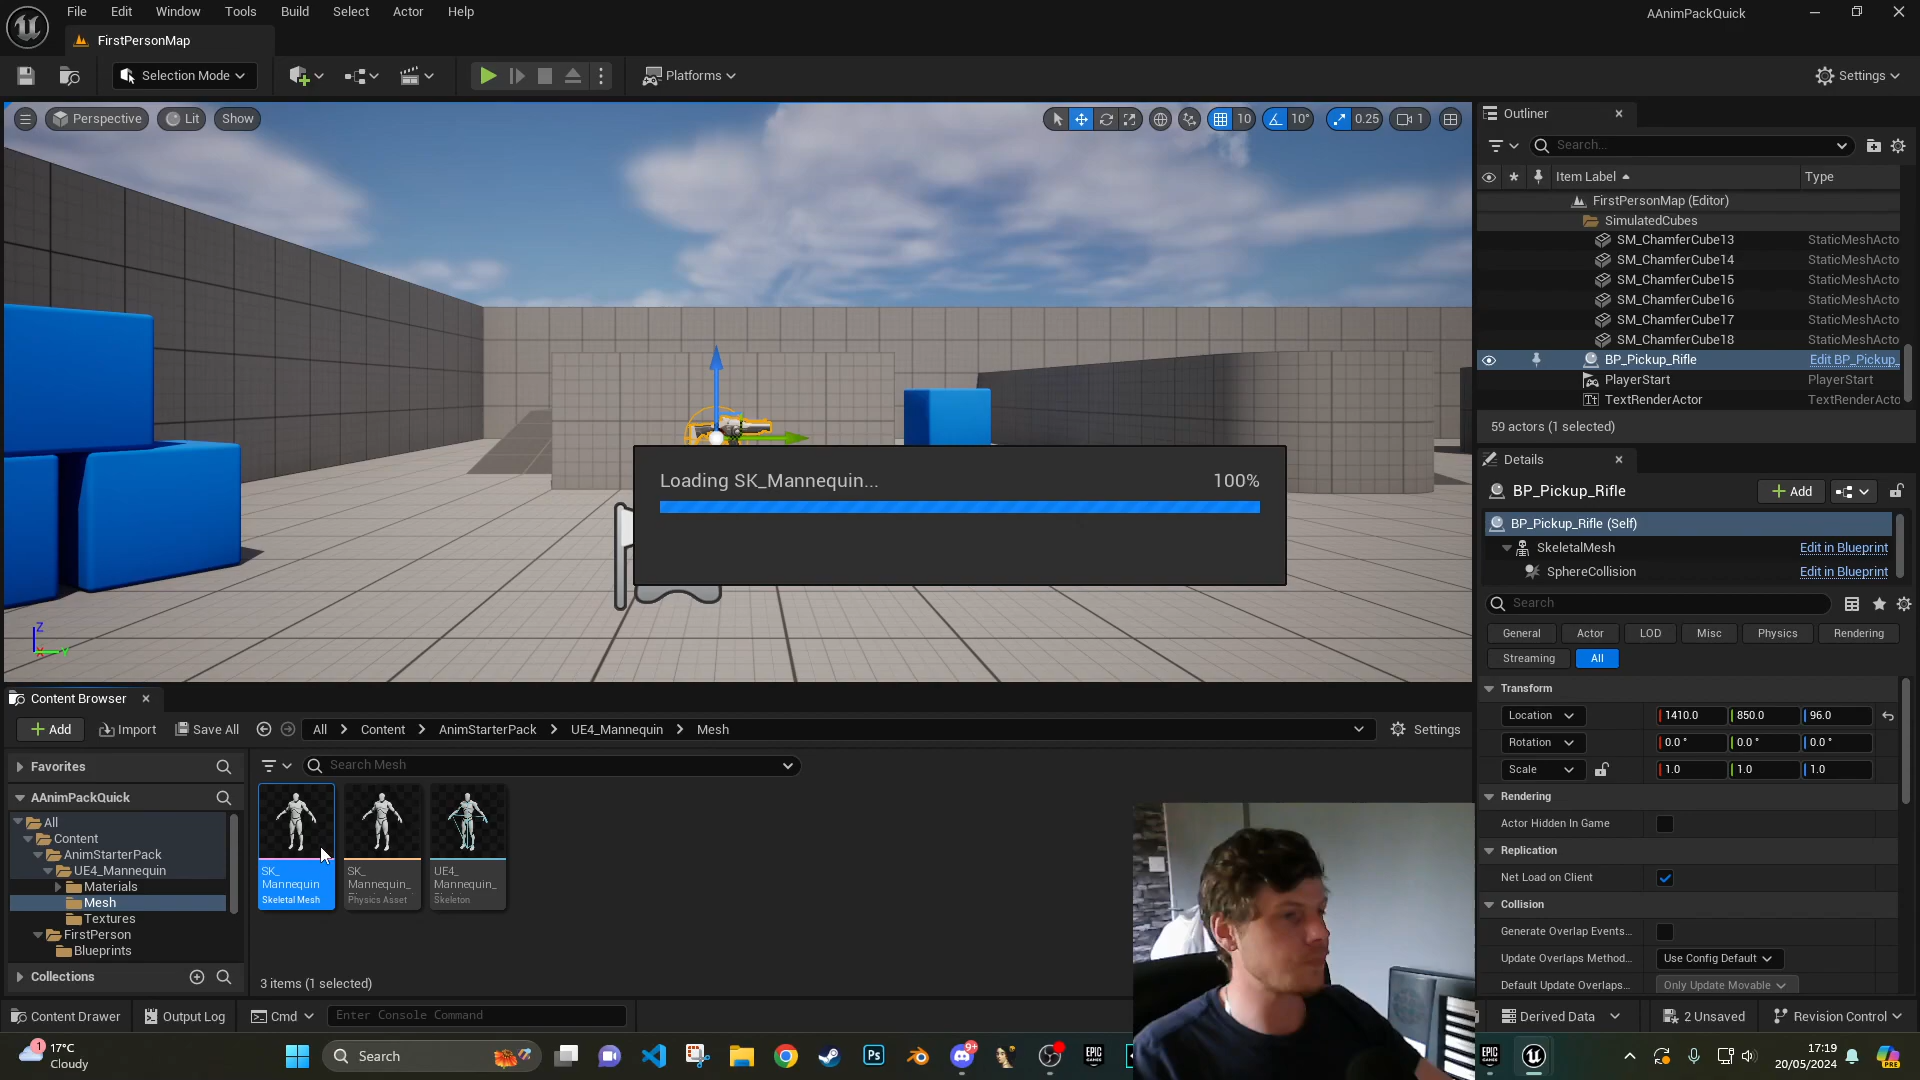 File Edit Window Tools Build Select Actor Help
AAnimPackQuick
FirstPersonMap
Selection Mode
Platforms
Settings
Perspective
Lit
Show
10
10°
0.25
1
Outliner
Search...
Item Label
Type
FirstPersonMap (Editor)
SimulatedCubes
SM_ChamferCube13 StaticMeshActo
SM_ChamferCube14 StaticMeshActo
SM_ChamferCube15 StaticMeshActo
SM_ChamferCube16 StaticMeshActo
SM_ChamferCube17 StaticMeshActo
SM_ChamferCube18 StaticMeshActo
BP_Pickup_Rifle Edit BP_Pickup_
PlayerStart PlayerStart
TextRenderActor TextRenderActo
59 actors (1 selected)
Loading SK_Mannequin... 100%
Z
Y
Details
BP_Pickup_Rifle
Add
BP_Pickup_Rifle (Self)
SkeletalMesh Edit in Blueprint
SphereCollision Edit in Blueprint
Search
General Actor LOD Misc Physics Rendering
Streaming All
Transform
Location 1410.0 850.0 96.0
Rotation 0.0° 0.0° 0.0°
Scale 1.0 1.0 1.0
Rendering
Actor Hidden In Game
Replication
Net Load on Client
Collision
Generate Overlap Events...
Update Overlaps Method... Use Config Default
Default Update Overlaps... Only Update Movable
Content Browser
Add Import Save All All Content AnimStarterPack UE4_Mannequin Mesh Settings
Favorites
Search Mesh
AAnimPackQuick
All
Content
AnimStarterPack
UE4_Mannequin
Materials
Mesh
Textures
FirstPerson
Blueprints
Collections
SK_
Mannequin
Skeletal Mesh
SK_
Mannequin_
Physics Asset
UE4_
Mannequin_
Skeleton
3 items (1 selected)
Content Drawer Output Log Cmd Enter Console Command
Derived Data 2 Unsaved Revision Control
1
17°C
Cloudy
Search
Ps
9+
EPIC
GAMES
EPIC
GAMES
17:19
20/05/2024
PRE